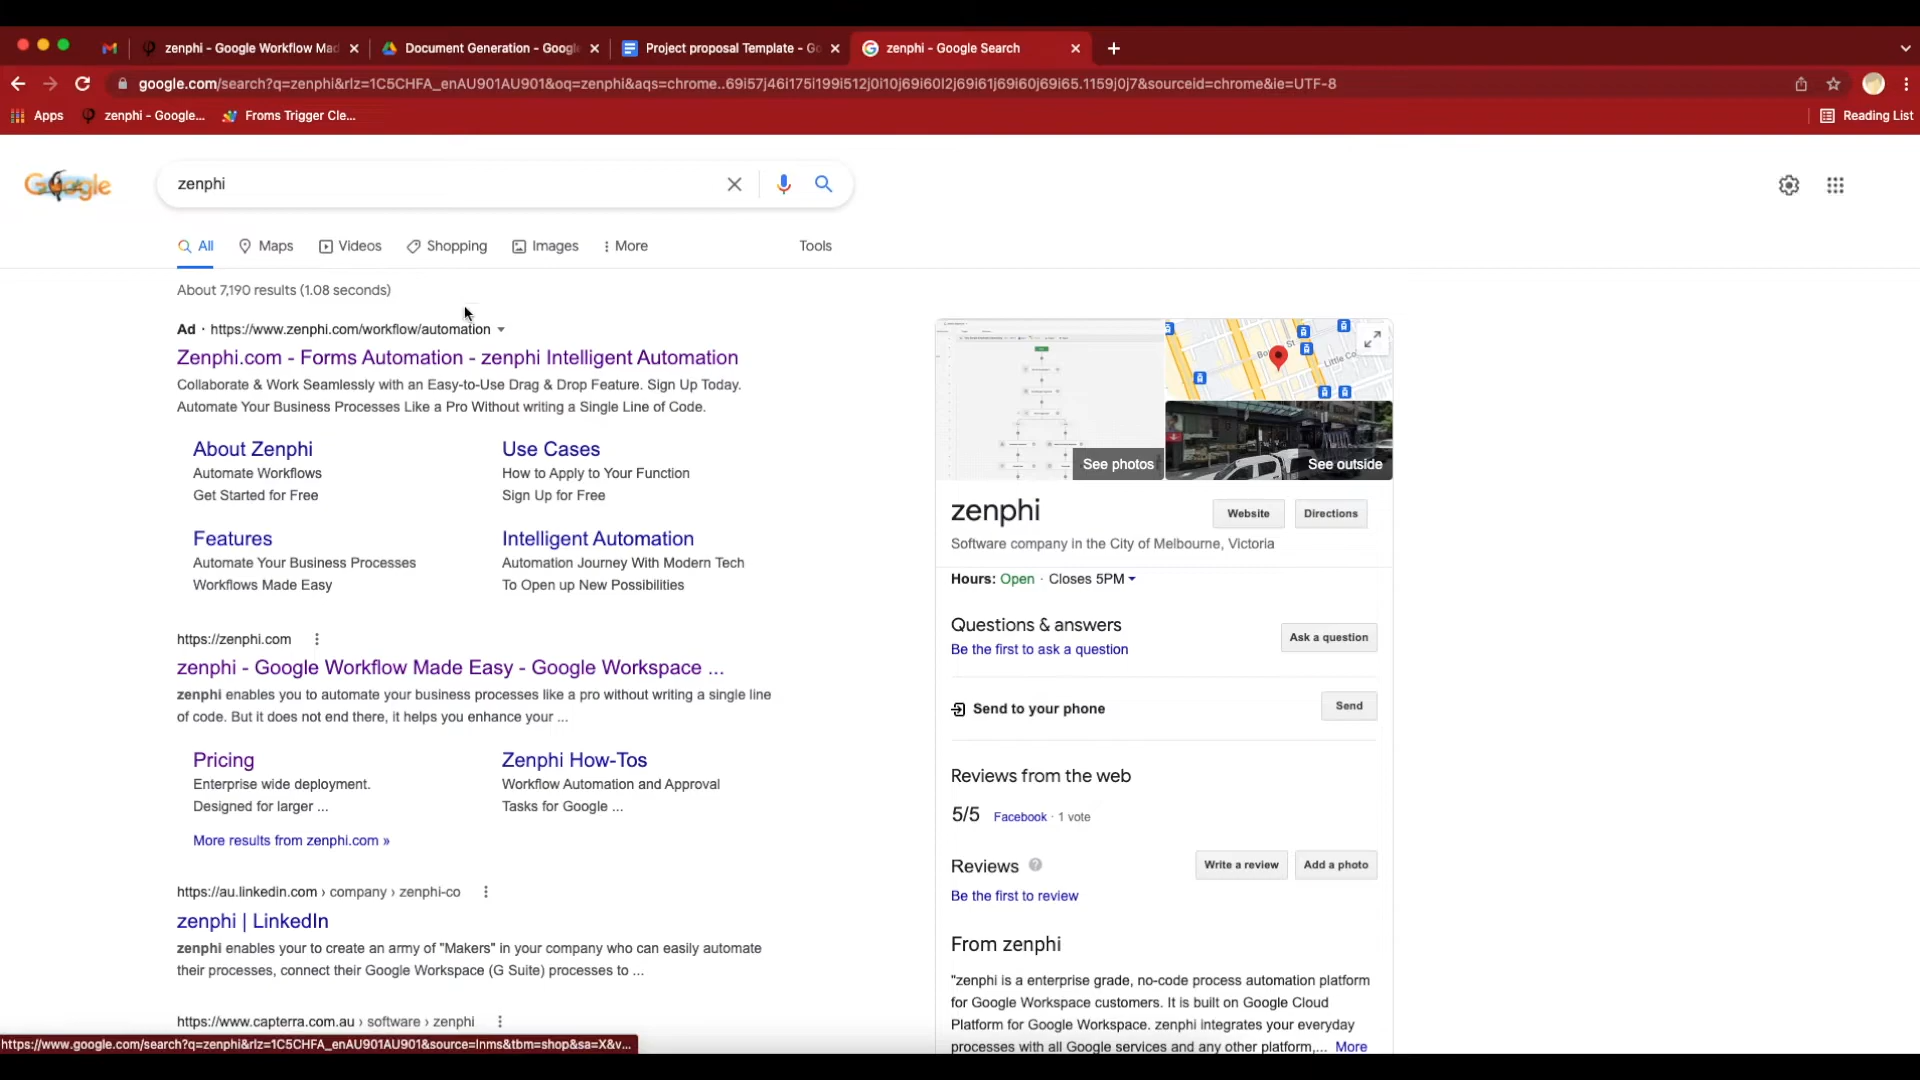 zenphi - Google Workflow Mad
Document Generation - Google
Project proposal Template - Go
zenphi - Google Search
google.com/search?q=zenphi&rlz=1C5CHFA_enAU901AU901&oq=zenphi&aqs=chrome..69i57j46i175i199i512j0i10j69i60l2j69i61j69i60j69i65.1159j0j7&sourceid=chrome&ie=UTF-8
Apps
zenphi - Google...
Froms Trigger Cle...
Reading List
Google
zenphi
All
Maps
Videos
Shopping
Images
More
Tools
About 7,190 results (1.08 seconds)
Ad · https://www.zenphi.com/workflow/automation
Zenphi.com - Forms Automation - zenphi Intelligent Automation
Collaborate & Work Seamlessly with an Easy-to-Use Drag & Drop Feature. Sign Up Today.
Automate Your Business Processes Like a Pro Without writing a Single Line of Code.
About Zenphi
Automate Workflows
Get Started for Free
Use Cases
How to Apply to Your Function
Sign Up for Free
Features
Automate Your Business Processes
Workflows Made Easy
Intelligent Automation
Automation Journey With Modern Tech
To Open up New Possibilities
https://zenphi.com
zenphi - Google Workflow Made Easy - Google Workspace ...
zenphi enables you to automate your business processes like a pro without writing a single line
of code. But it does not end there, it helps you enhance your ...
Pricing
Enterprise wide deployment.
Designed for larger ...
Zenphi How-Tos
Workflow Automation and Approval
Tasks for Google ...
More results from zenphi.com »
https://au.linkedin.com › company › zenphi-co
zenphi | LinkedIn
zenphi enables your to create an army of "Makers" in your company who can easily automate
their processes, connect their Google Workspace (G Suite) processes to ...
https://www.capterra.com.au › software › zenphi
https://www.google.com/search?q=zenphi&rlz=1C5CHFA_enAU901AU901&source=lnms&tbm=shop&sa=X&v...
See photos
See outside
zenphi
Website
Directions
Software company in the City of Melbourne, Victoria
Hours: Open · Closes 5PM
Questions & answers
Be the first to ask a question
Ask a question
Send to your phone
Send
Reviews from the web
5/5 Facebook · 1 vote
Reviews
Write a review
Add a photo
Be the first to review
From zenphi
"zenphi is a enterprise grade, no-code process automation platform
for Google Workspace customers. It is built on Google Cloud
Platform for Google Workspace. zenphi integrates your everyday
processes with all Google services and any other platform,... More